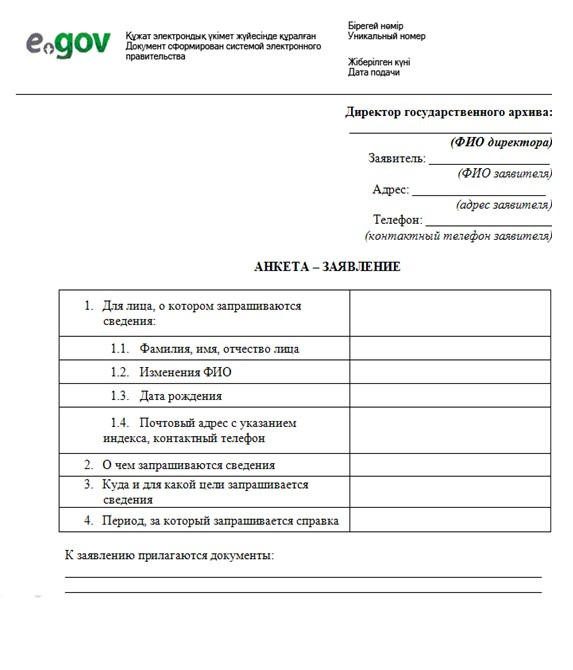 e.gov
Құжат электрондық үкімет жүйесінде құралған
Документ сформирован системой электронного
правительства
Бірегей нөмір
Уникальный номер
Жіберілген күні
Дата подачи
Директор государственного архива:
(ФИО директора)
Заявитель:
(ФИО заявителя)
Адрес:
(адрес заявителя)
Телефон:
(контактный телефон заявителя)
АНКЕТА – ЗАЯВЛЕНИЕ
1. Для лица, о котором запрашиваются
сведения:
1.1. Фамилия, имя, отчество лица
1.2. Изменения ФИО
1.3. Дата рождения
1.4. Почтовый адрес с указанием
индекса, контактный телефон
2. О чем запрашиваются сведения
3. Куда и для какой цели запрашивается
сведения
4. Период, за который запрашивается справка
К заявлению прилагаются документы: